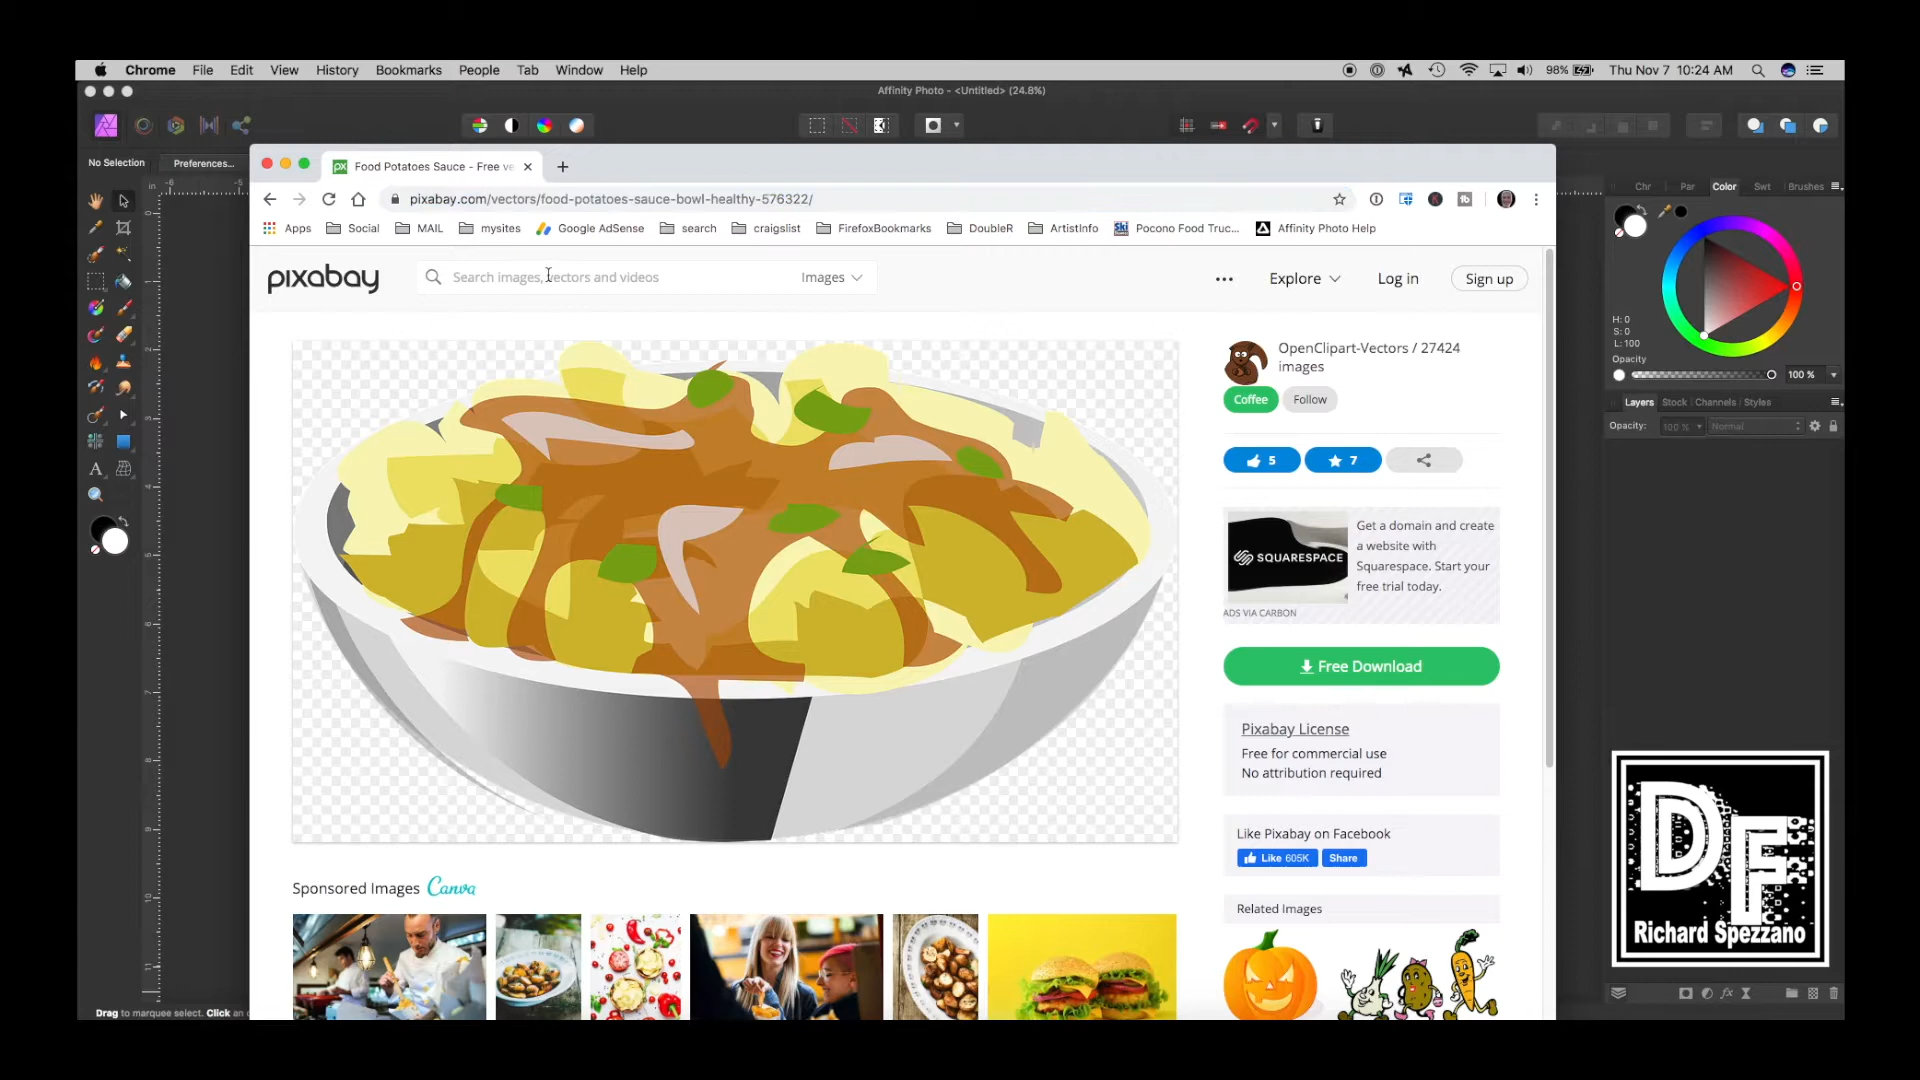 Chrome File Edit View History Bookmarks People Tab Window Help
98% Thu Nov 7 10:24 AM
Affinity Photo - <Untitled> (24.8%)
No Selection Preferences...
Food Potatoes Sauce - Free ve
pixabay.com/vectors/food-potatoes-sauce-bowl-healthy-576322/
Apps Social MAIL mysites Google AdSense search craigslist FirefoxBookmarks DoubleR ArtistInfo Pocono Food Truc... Affinity Photo Help
pixabay Search images, vectors and videos Images Explore Log in Sign up
Chr Par Color Swt Brushes
H: 0
S: 0
L: 100
Opacity
100 %
Layers Stock Channels Styles
Opacity: 100 % Normal
OpenClipart-Vectors / 27424
images
Coffee Follow
5 7
SQUARESPACE
Get a domain and create
a website with
Squarespace. Start your
free trial today.
ADS VIA CARBON
Free Download
Pixabay License
Free for commercial use
No attribution required
Like Pixabay on Facebook
Like 605K Share
Sponsored Images Canva
Related Images
DF
Richard Spezzano
Drag to marquee select. Click an